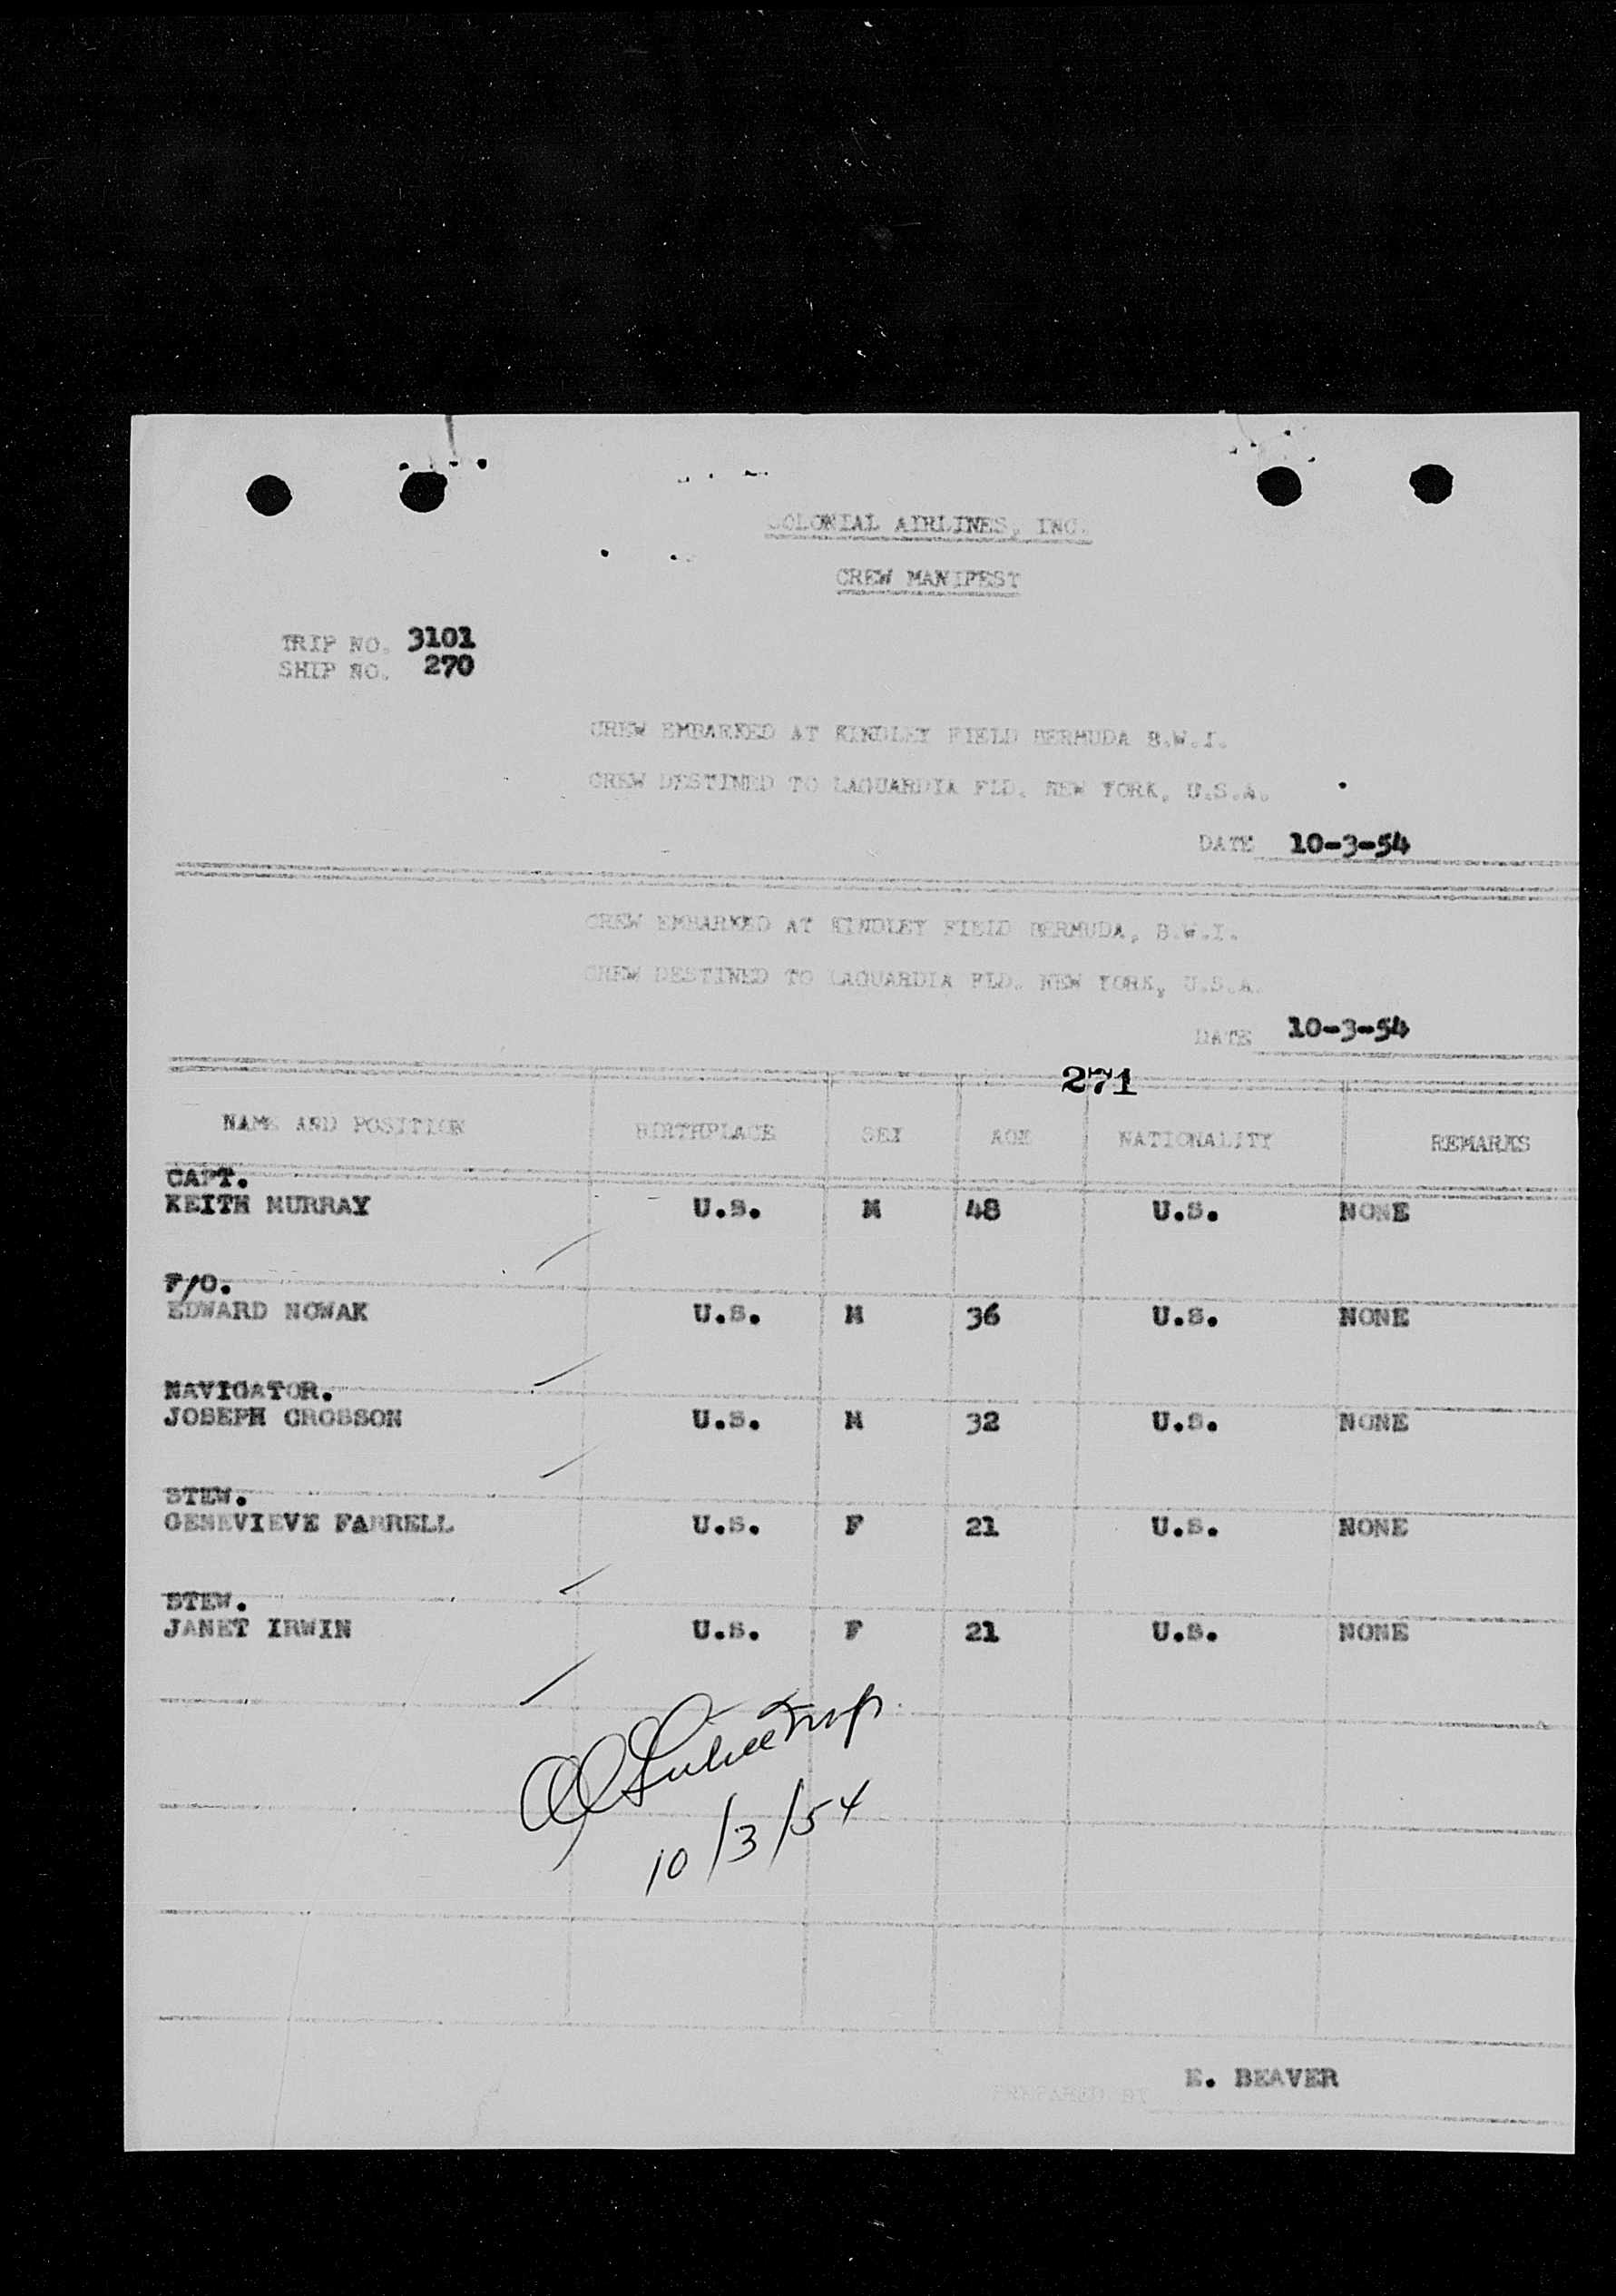 COLONIAL AIRLINES, INC.
CREW MANIFEST
TRIP NO. 3101
SHIP NO. 270
CREW EMBARKED AT KINDLEY FIELD BERMUDA B.W.I.
CREW DESTINED TO LAGUARDIA FLD. NEW YORK, U.S.A.
DATE 10-3-54
CREW EMBARKED AT KINDLEY FIELD BERMUDA, B.W.I.
CREW DESTINED TO LAGUARDIA FLD. NEW YORK, U.S.A.
DATE 10-3-54
271
NAME AND POSITION BIRTHPLACE SEX AGE NATIONALITY REMARKS
CAPT.
KEITH MURRAY U.S. M 48 U.S. NONE
F/O.
EDWARD NOWAK U.S. M 36 U.S. NONE
NAVIGATOR.
JOSEPH CROSSON U.S. M 32 U.S. NONE
STEW.
GENEVIEVE FARRELL U.S. F 21 U.S. NONE
STEW.
JANET IRWIN U.S. F 21 U.S. NONE
10/3/54
PREPARED BY E. BEAVER